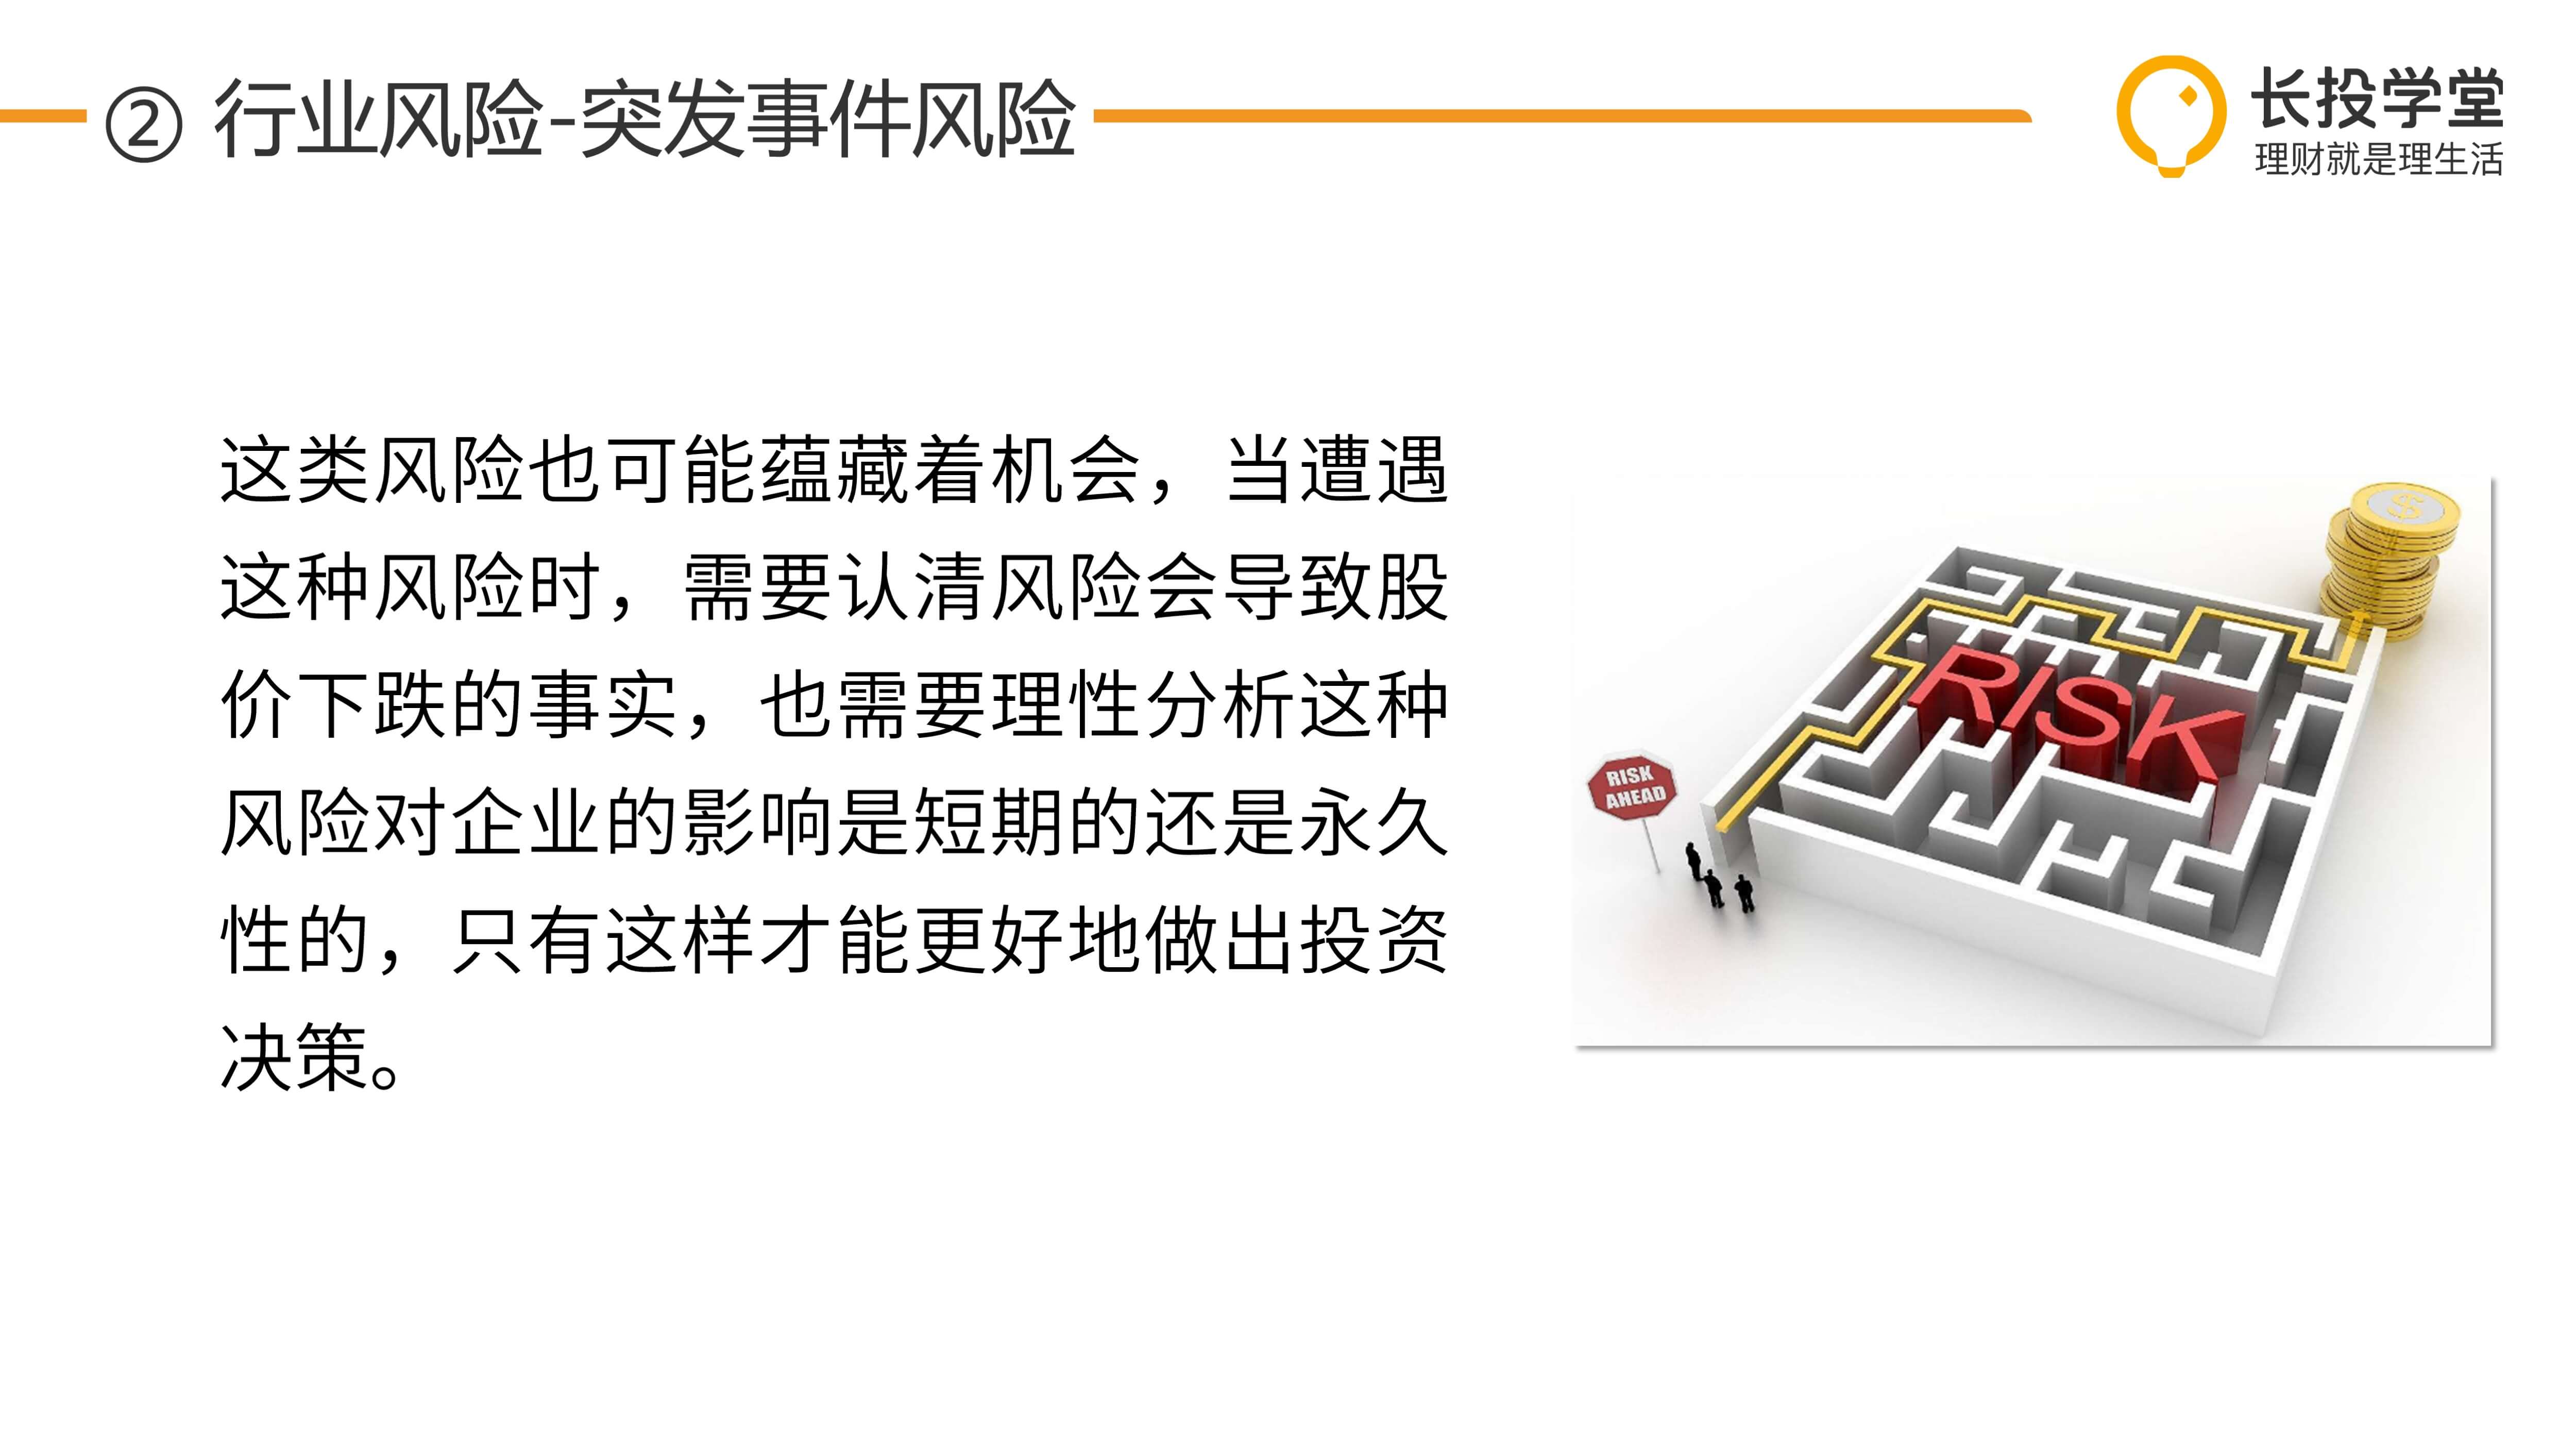 ② 行业风险-突发事件风险
长投学堂
理财就是理生活
这类风险也可能蕴藏着机会，当遭遇
这种风险时，需要认清风险会导致股
价下跌的事实，也需要理性分析这种
风险对企业的影响是短期的还是永久
性的，只有这样才能更好地做出投资
决策。
$
RISK
RISK
AHEAD